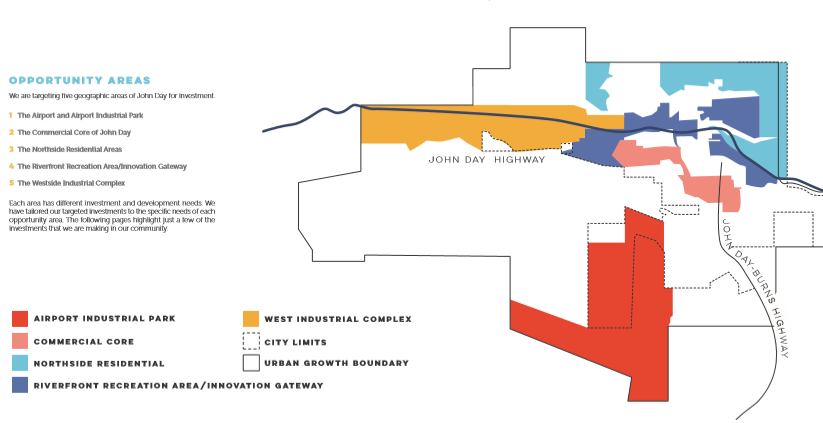 OPPORTUNITY AREAS
We are targeting five geographic areas of John Day for investment.
1 The Airport and Airport Industrial Park
2 The Commercial Core of John Day
3 The Northside Residential Areas
4 The Riverfront Recreation Area/Innovation Gateway
5 The Westside Industrial Complex
Each area has different investment and development needs. We
have tailored our targeted investments to the specific needs of each
opportunity area. The following pages highlight just a few of the
investments that we are making in our community.
JOHN DAY HIGHWAY
JOHN DAY-BURNS HIGHWAY
AIRPORT INDUSTRIAL PARK
COMMERCIAL CORE
NORTHSIDE RESIDENTIAL
RIVERFRONT RECREATION AREA/INNOVATION GATEWAY
WEST INDUSTRIAL COMPLEX
CITY LIMITS
URBAN GROWTH BOUNDARY